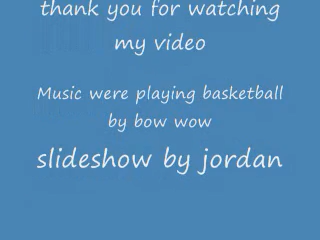 thank you for watching
my video
Music were playing basketball
by bow wow
slideshow by jordan